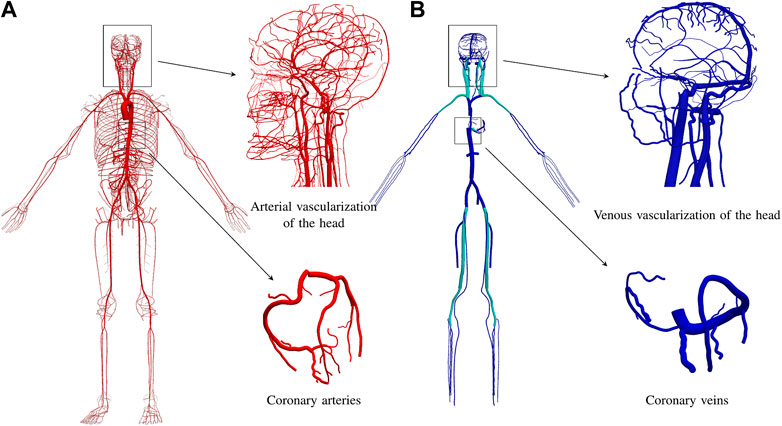 A
B
Arterial vascularization
of the head
Venous vascularization of the head
Coronary arteries
Coronary veins